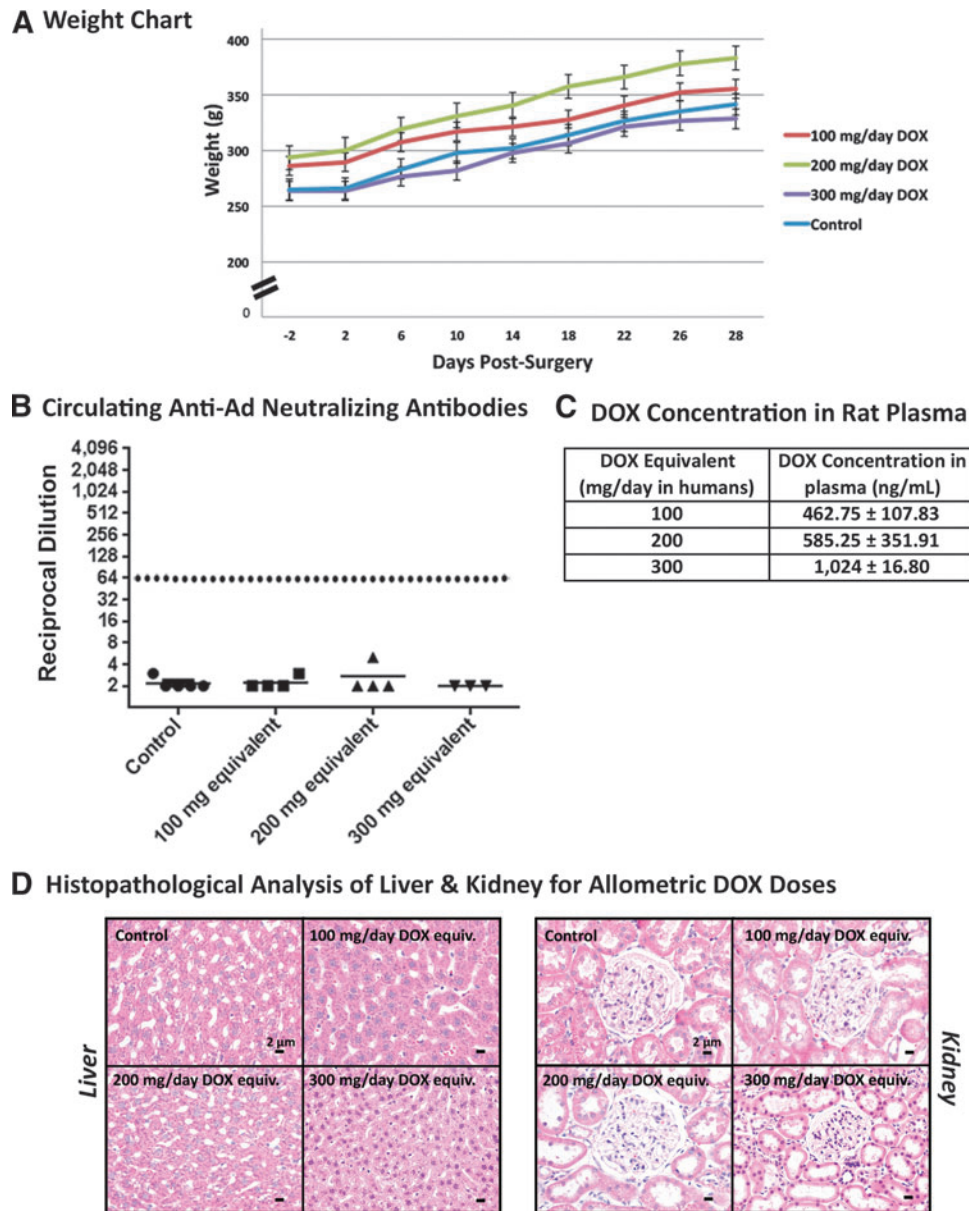 A Weight Chart
400
350
300
250
200
0
Weight (g)
-2 2 6 10 14 18 22 26 28
Days Post-Surgery
100 mg/day DOX
200 mg/day DOX
300 mg/day DOX
Control
B Circulating Anti-Ad Neutralizing Antibodies
4,096
2,048
1,024
512
256
128
64
32
16
8
4
2
Reciprocal Dilution
Control
100 mg equivalent
200 mg equivalent
300 mg equivalent
C DOX Concentration in Rat Plasma
DOX Equivalent
(mg/day in humans)
DOX Concentration in
plasma (ng/mL)
100 462.75 ± 107.83
200 585.25 ± 351.91
300 1,024 ± 16.80
D Histopathological Analysis of Liver & Kidney for Allometric DOX Doses
Liver
Control
2 µm
100 mg/day DOX equiv.
200 mg/day DOX equiv.
300 mg/day DOX equiv.
Control
2 µm
100 mg/day DOX equiv.
200 mg/day DOX equiv.
300 mg/day DOX equiv.
Kidney